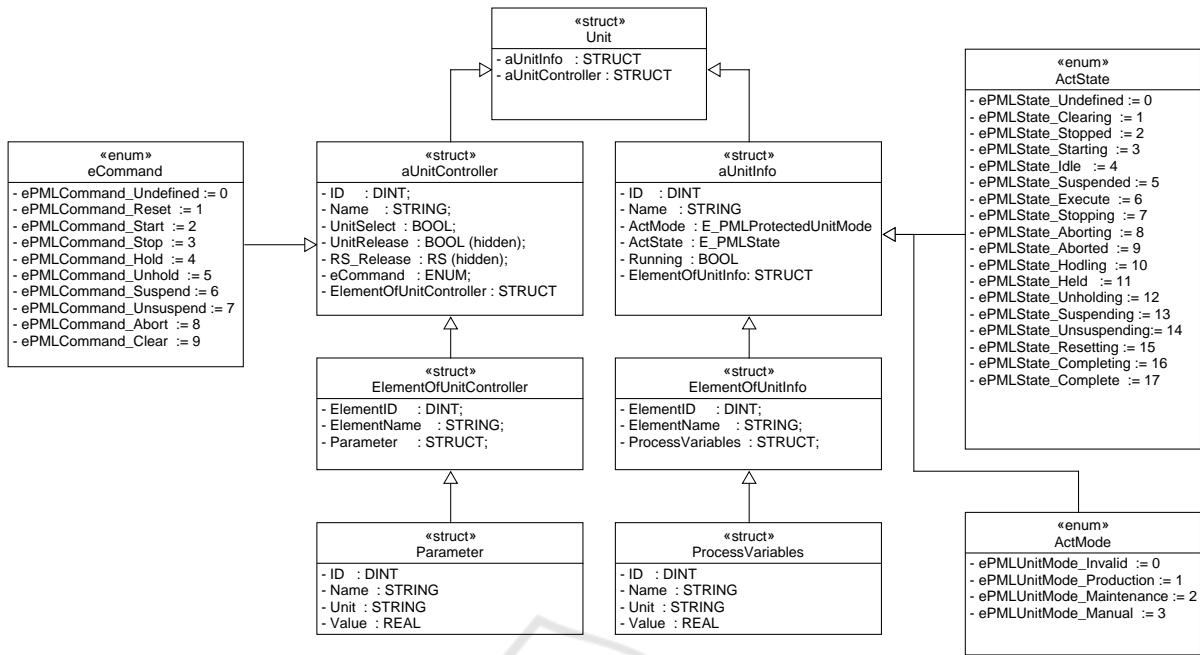 «struct»
Unit
- aUnitInfo : STRUCT
- aUnitController : STRUCT
«enum»
eCommand
- ePMLCommand_Undefined := 0
- ePMLCommand_Reset := 1
- ePMLCommand_Start := 2
- ePMLCommand_Stop := 3
- ePMLCommand_Hold := 4
- ePMLCommand_Unhold := 5
- ePMLCommand_Suspend := 6
- ePMLCommand_Unsuspend := 7
- ePMLCommand_Abort := 8
- ePMLCommand_Clear := 9
«struct»
aUnitController
- ID : DINT;
- Name : STRING;
- UnitSelect : BOOL;
- UnitRelease : BOOL (hidden);
- RS_Release : RS (hidden);
- eCommand : ENUM;
- ElementOfUnitController : STRUCT
«struct»
aUnitInfo
- ID : DINT
- Name : STRING
- ActMode : E_PMLProtectedUnitMode
- ActState : E_PMLState
- Running : BOOL
- ElementOfUnitInfo: STRUCT
«enum»
ActState
- ePMLState_Undefined := 0
- ePMLState_Clearing := 1
- ePMLState_Stopped := 2
- ePMLState_Starting := 3
- ePMLState_Idle := 4
- ePMLState_Suspended := 5
- ePMLState_Execute := 6
- ePMLState_Stopping := 7
- ePMLState_Aborting := 8
- ePMLState_Aborted := 9
- ePMLState_Hodling := 10
- ePMLState_Held := 11
- ePMLState_Unholding := 12
- ePMLState_Suspending := 13
- ePMLState_Unsuspending:= 14
- ePMLState_Resetting := 15
- ePMLState_Completing := 16
- ePMLState_Complete := 17
«struct»
ElementOfUnitController
- ElementID : DINT;
- ElementName : STRING;
- Parameter : STRUCT;
«struct»
ElementOfUnitInfo
- ElementID : DINT;
- ElementName : STRING;
- ProcessVariables : STRUCT;
«struct»
Parameter
- ID : DINT
- Name : STRING
- Unit : STRING
- Value : REAL
«struct»
ProcessVariables
- ID : DINT
- Name : STRING
- Unit : STRING
- Value : REAL
«enum»
ActMode
- ePMLUnitMode_Invalid := 0
- ePMLUnitMode_Production := 1
- ePMLUnitMode_Maintenance := 2
- ePMLUnitMode_Manual := 3